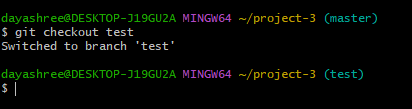 dayashree@DESKTOP-J19GU2A MINGW64 ~/project-3 (master)
$ git checkout test
Switched to branch 'test'
dayashree@DESKTOP-J19GU2A MINGW64 ~/project-3 (test)
$